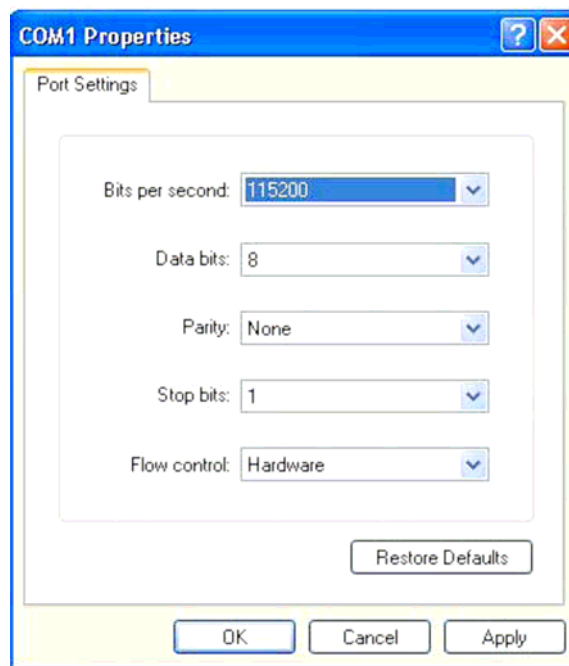 COM1 Properties
Port Settings
Bits per second: 115200
Data bits: 8
Parity: None
Stop bits: 1
Flow control: Hardware
Restore Defaults
OK Cancel Apply